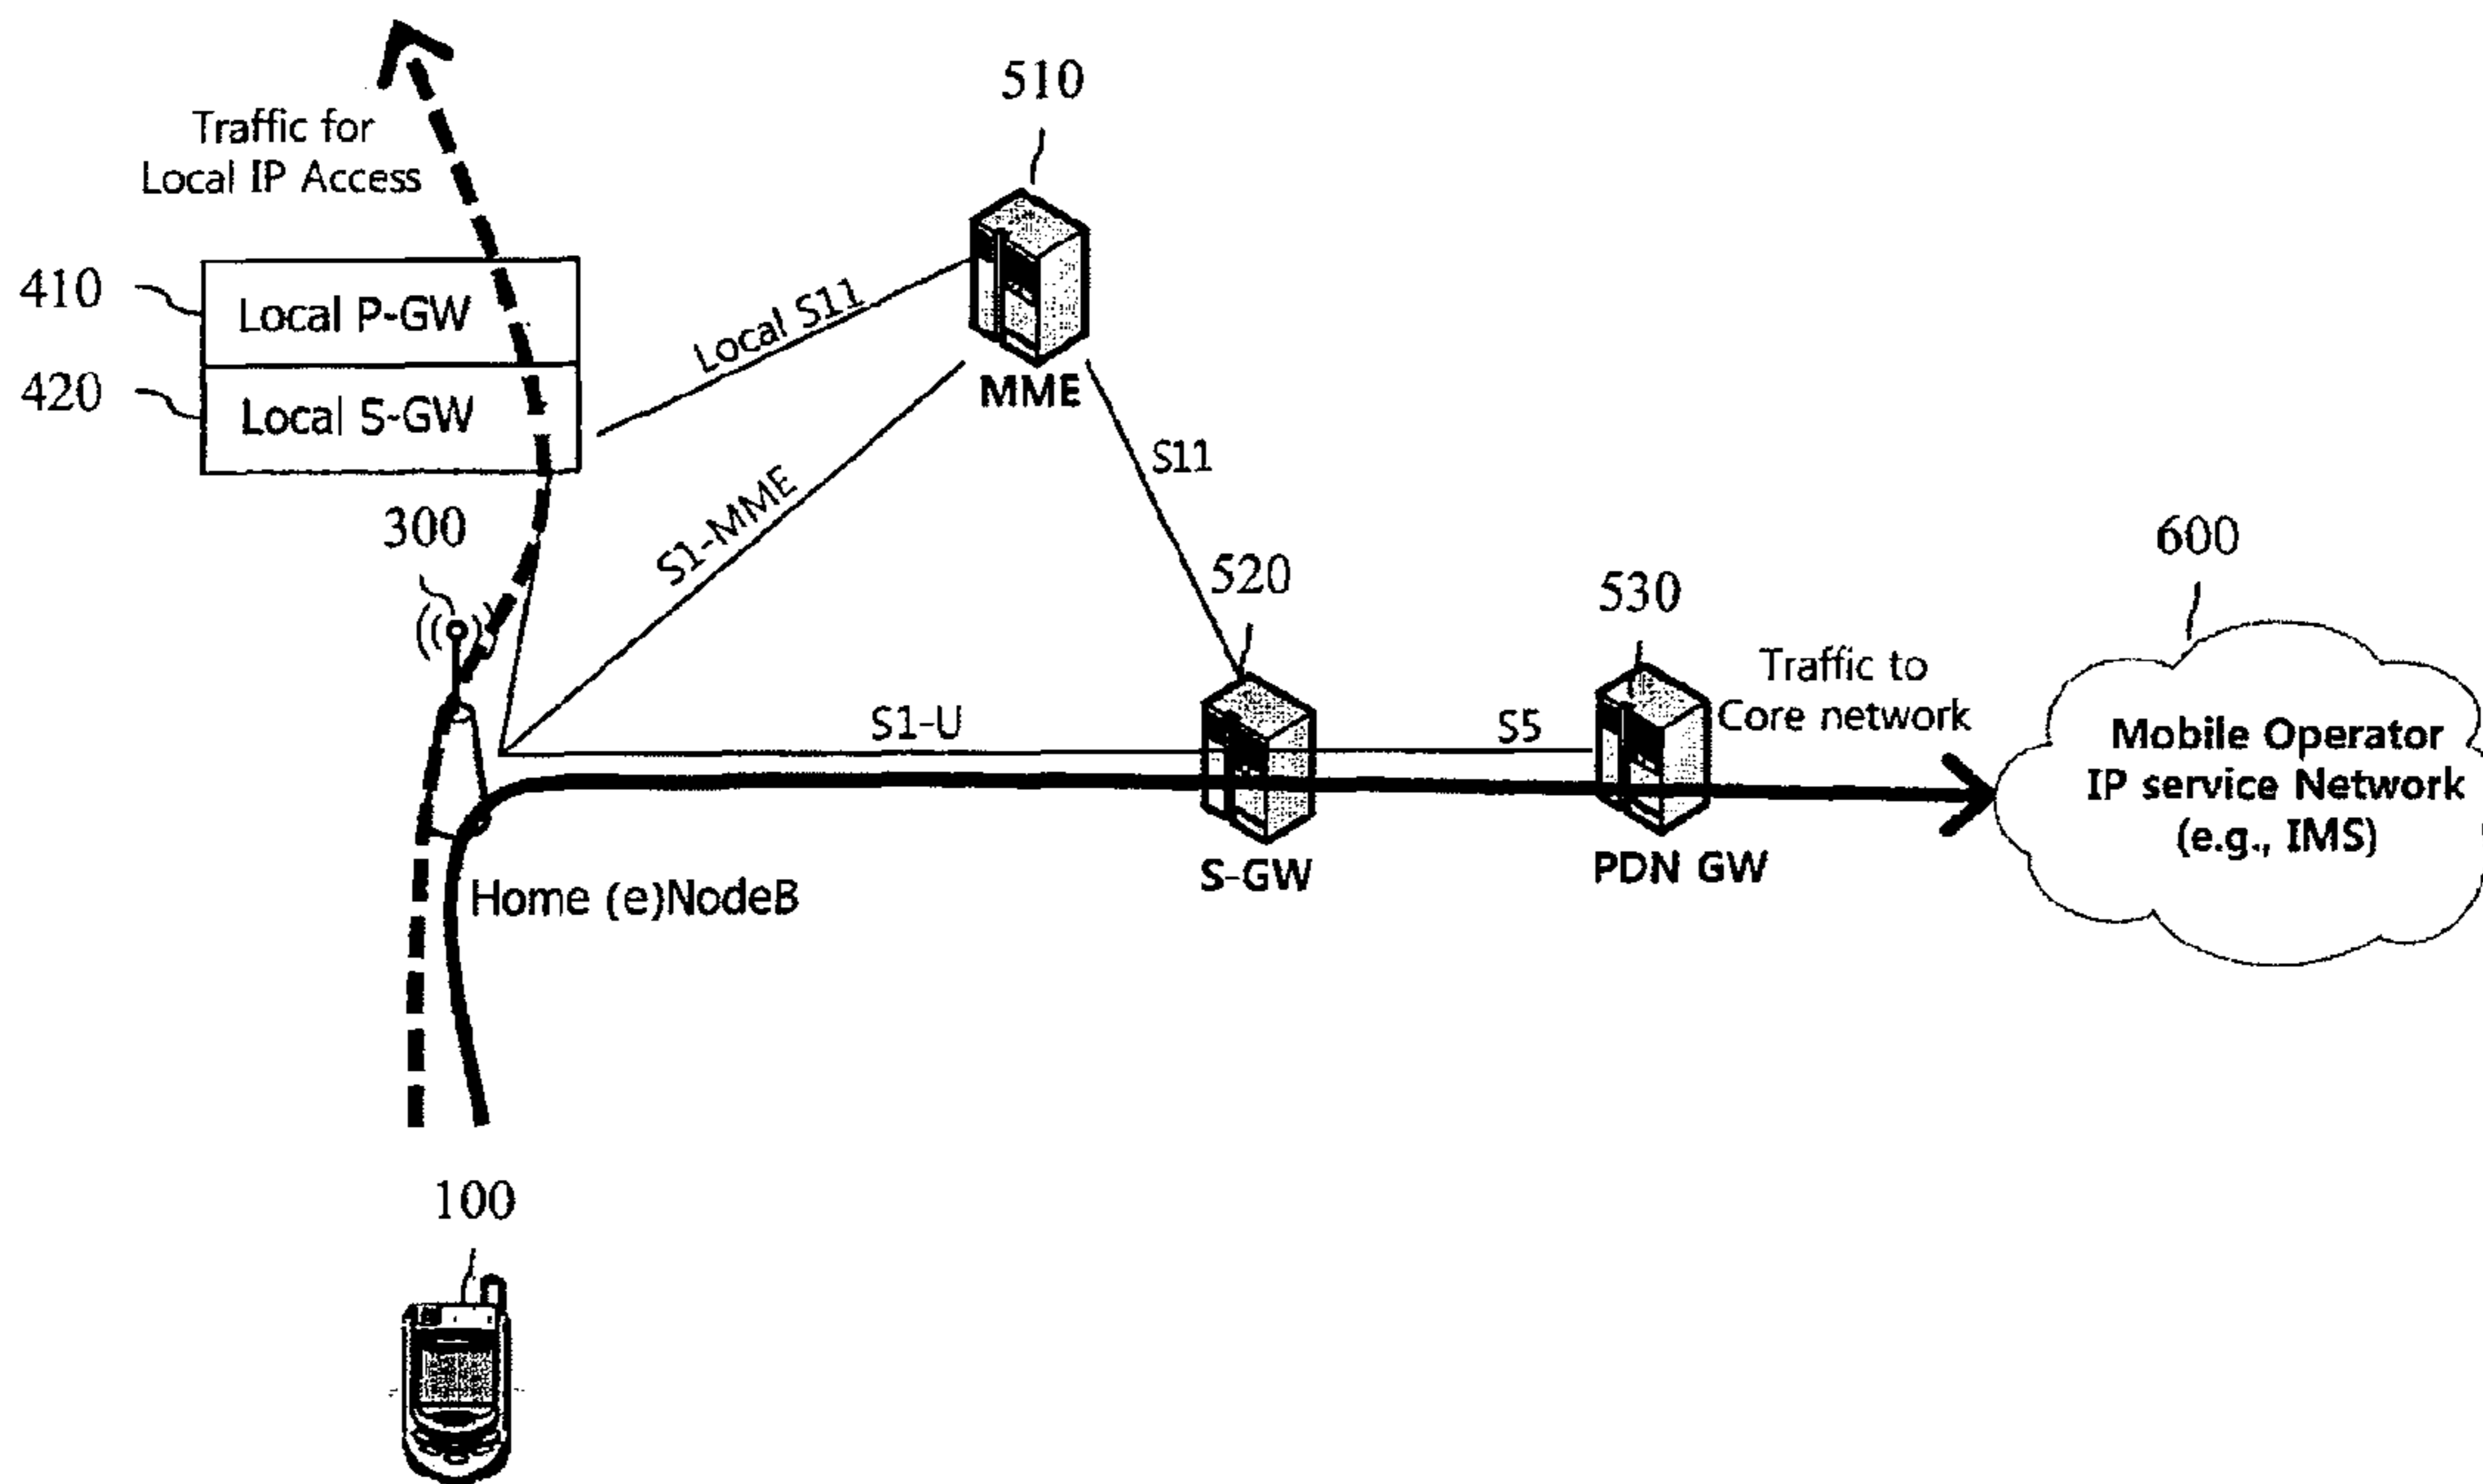 510
Traffic for
Local IP Access
410
Local P-GW
Local S11
420
Local S-GW
MME
S11
S1-MME
300
520
530
600
Traffic to
Core network
S1-U
S5
Mobile Operator
IP service Network
(e.g., IMS)
S-GW
PDN GW
Home (e)NodeB
100